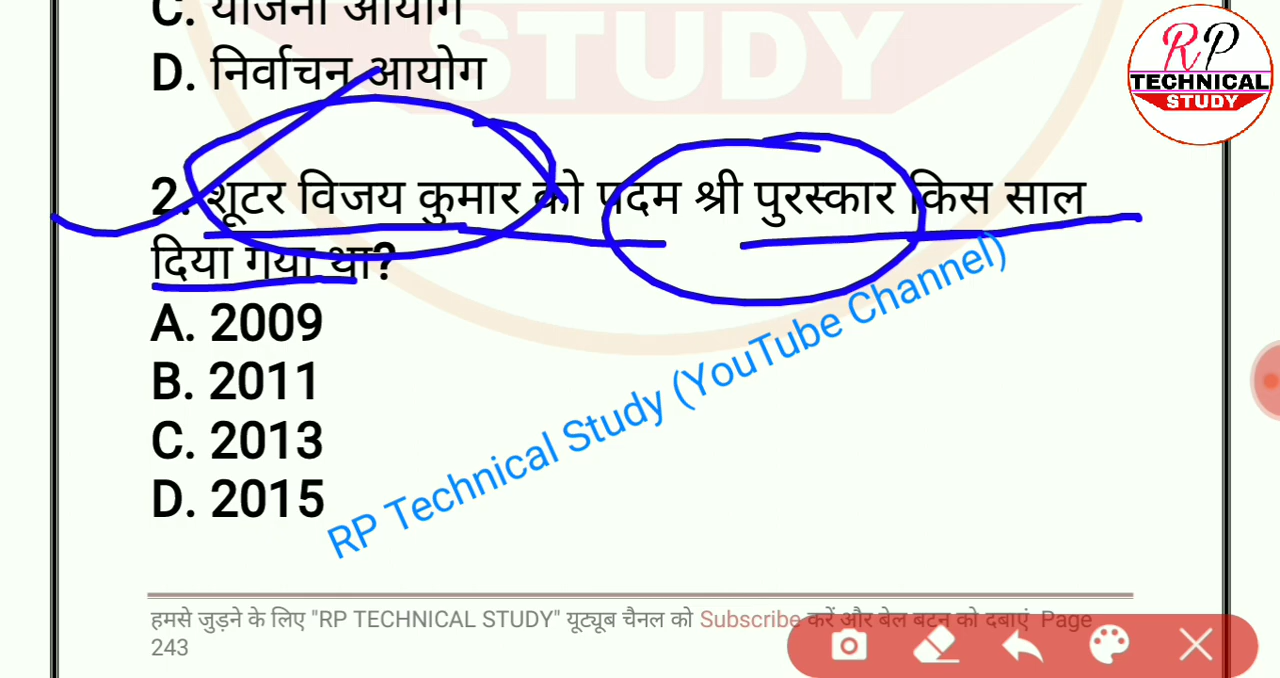 STUDY
C. योजना आयोग
D. निर्वाचन आयोग
RP
TECHNICAL
STUDY
2. शूटर विजय कुमार को पदम श्री पुरस्कार किस साल
दिया गया था?
A. 2009
B. 2011
C. 2013
D. 2015
RP Technical Study (YouTube Channel)
हमसे जुड़ने के लिए "RP TECHNICAL STUDY" यूट्यूब चैनल को Subscribe करें और बेल बटन को दबाएं Page
243